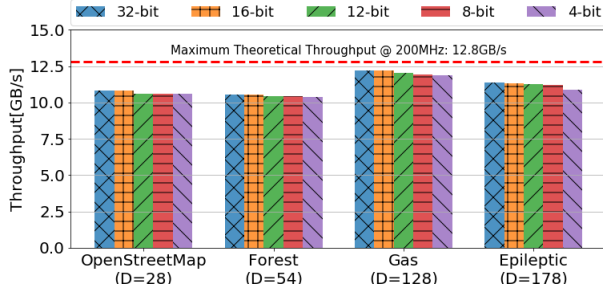 32-bit 16-bit 12-bit 8-bit 4-bit
Throughput[GB/s]
15.0
12.5
10.0
7.5
5.0
2.5
0.0
Maximum Theoretical Throughput @ 200MHz: 12.8GB/s
OpenStreetMap Forest Gas Epileptic
(D=28) (D=54) (D=128) (D=178)